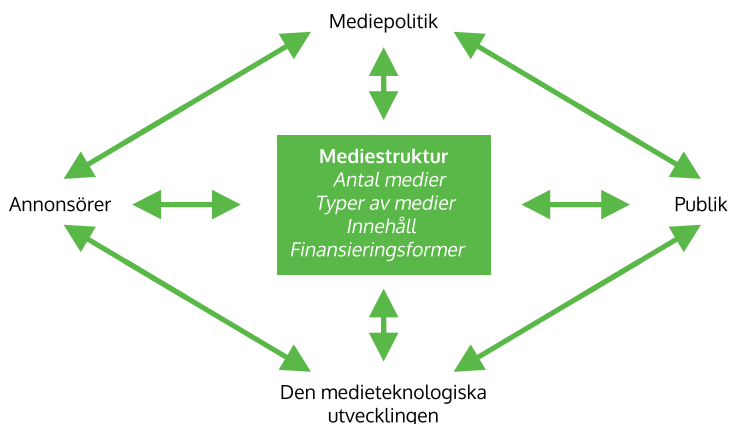 Mediepolitik
Mediestruktur
Antal medier
Typer av medier
Innehåll
Finansieringsformer
Annonsörer
Publik
Den medieteknologiska
utvecklingen